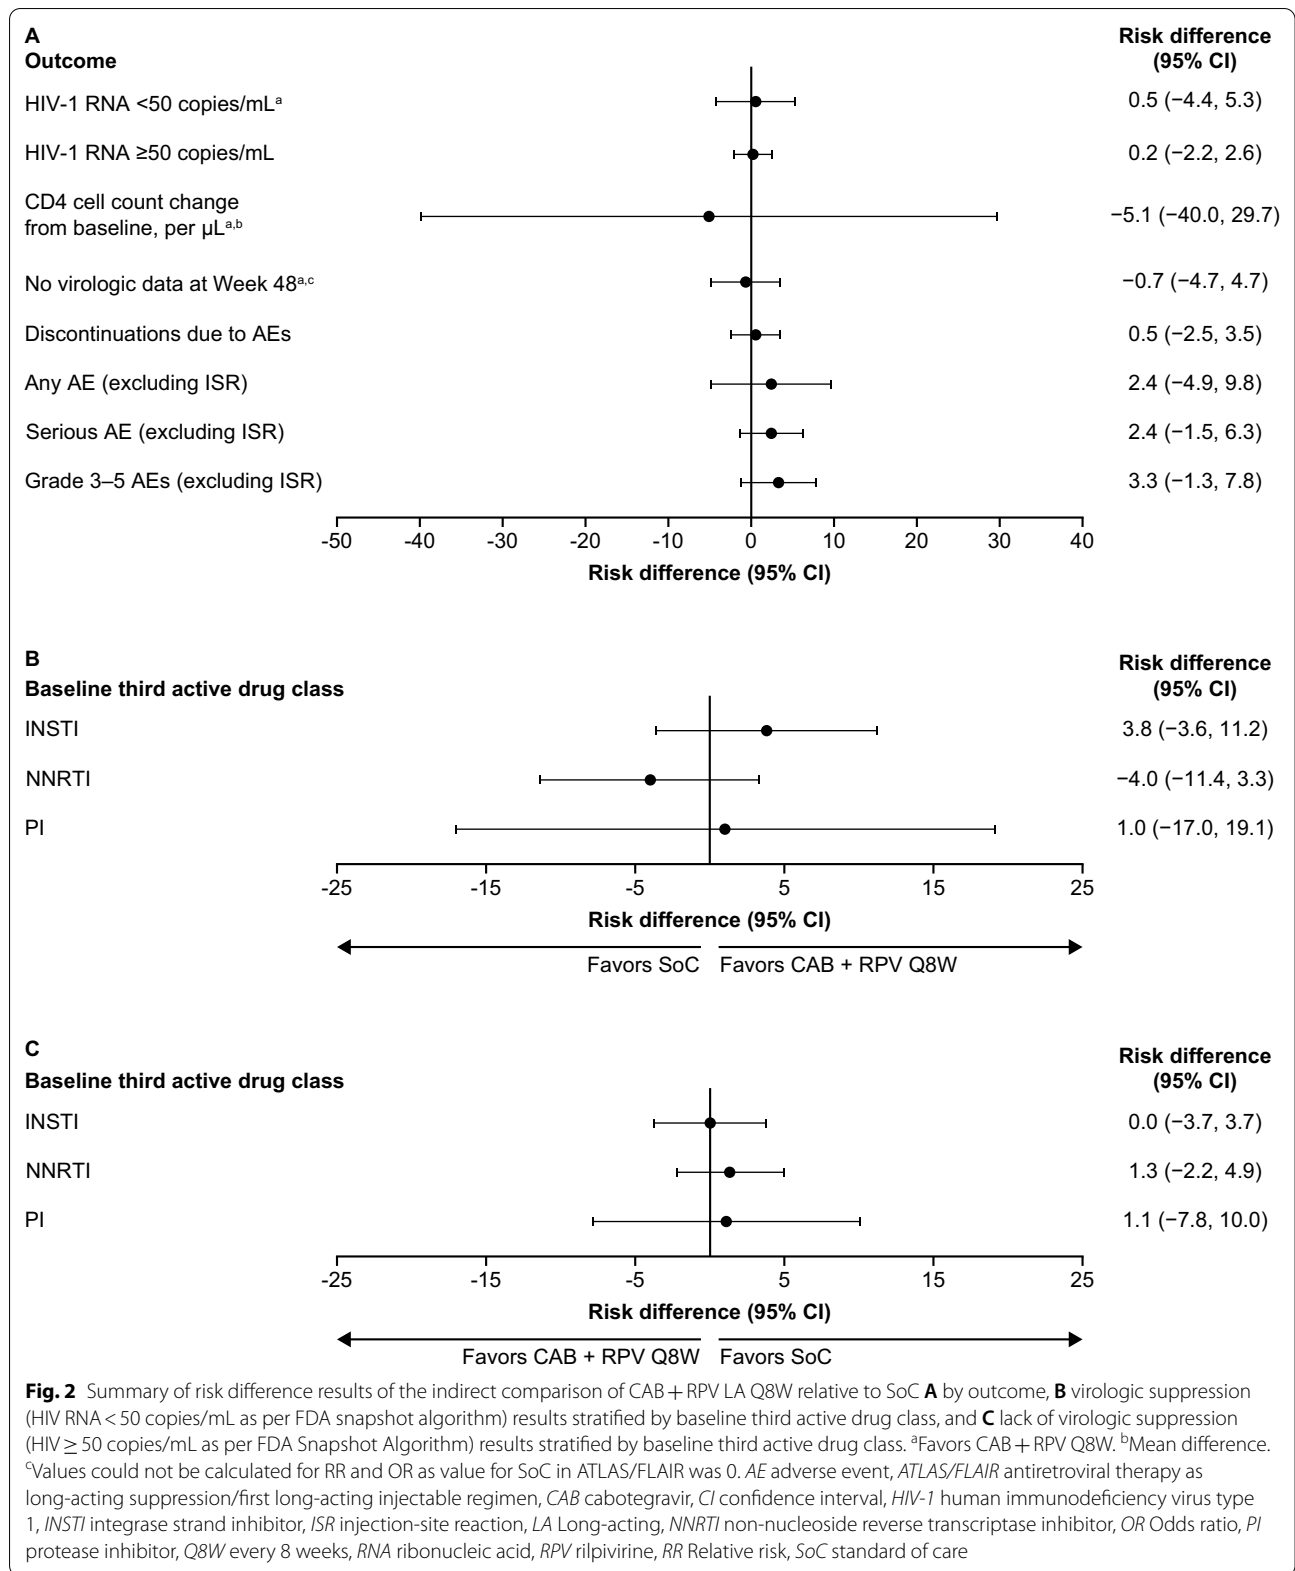 A
Outcome
Risk difference
(95% CI)
HIV-1 RNA <50 copies/mLᵃ 0.5 (−4.4, 5.3)
HIV-1 RNA ≥50 copies/mL 0.2 (−2.2, 2.6)
CD4 cell count change
from baseline, per µLᵃ,ᵇ −5.1 (−40.0, 29.7)
No virologic data at Week 48ᵃ,ᶜ −0.7 (−4.7, 4.7)
Discontinuations due to AEs 0.5 (−2.5, 3.5)
Any AE (excluding ISR) 2.4 (−4.9, 9.8)
Serious AE (excluding ISR) 2.4 (−1.5, 6.3)
Grade 3–5 AEs (excluding ISR) 3.3 (−1.3, 7.8)
-50 -40 -30 -20 -10 0 10 20 30 40
Risk difference (95% CI)
B
Baseline third active drug class
Risk difference
(95% CI)
INSTI 3.8 (−3.6, 11.2)
NNRTI −4.0 (−11.4, 3.3)
PI 1.0 (−17.0, 19.1)
-25 -15 -5 5 15 25
Risk difference (95% CI)
Favors SoC Favors CAB + RPV Q8W
C
Baseline third active drug class
Risk difference
(95% CI)
INSTI 0.0 (−3.7, 3.7)
NNRTI 1.3 (−2.2, 4.9)
PI 1.1 (−7.8, 10.0)
-25 -15 -5 5 15 25
Risk difference (95% CI)
Favors CAB + RPV Q8W Favors SoC
Fig. 2 Summary of risk difference results of the indirect comparison of CAB + RPV LA Q8W relative to SoC A by outcome, B virologic suppression
(HIV RNA < 50 copies/mL as per FDA snapshot algorithm) results stratified by baseline third active drug class, and C lack of virologic suppression
(HIV ≥ 50 copies/mL as per FDA Snapshot Algorithm) results stratified by baseline third active drug class. ᵃFavors CAB + RPV Q8W. ᵇMean difference.
ᶜValues could not be calculated for RR and OR as value for SoC in ATLAS/FLAIR was 0. AE adverse event, ATLAS/FLAIR antiretroviral therapy as
long-acting suppression/first long-acting injectable regimen, CAB cabotegravir, CI confidence interval, HIV-1 human immunodeficiency virus type
1, INSTI integrase strand inhibitor, ISR injection-site reaction, LA Long-acting, NNRTI non-nucleoside reverse transcriptase inhibitor, OR Odds ratio, PI
protease inhibitor, Q8W every 8 weeks, RNA ribonucleic acid, RPV rilpivirine, RR Relative risk, SoC standard of care